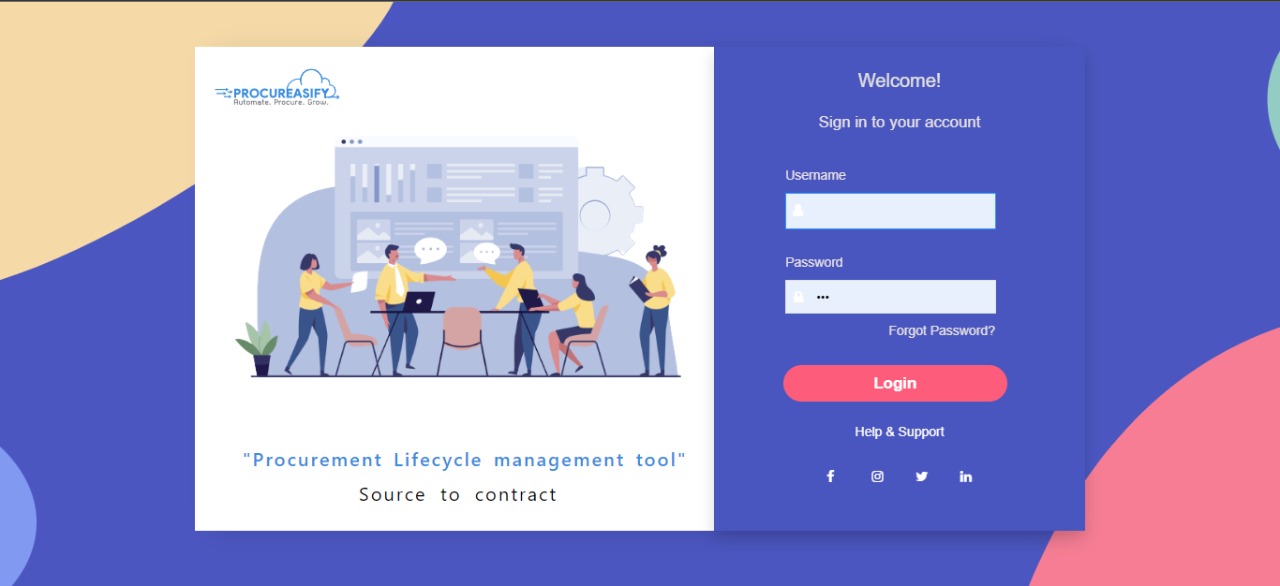 PROCUREASIFY
Automate. Procure. Grow.
"Procurement Lifecycle management tool"
Source to contract
Welcome!
Sign in to your account
Username
Password
•••
Forgot Password?
Login
Help & Support